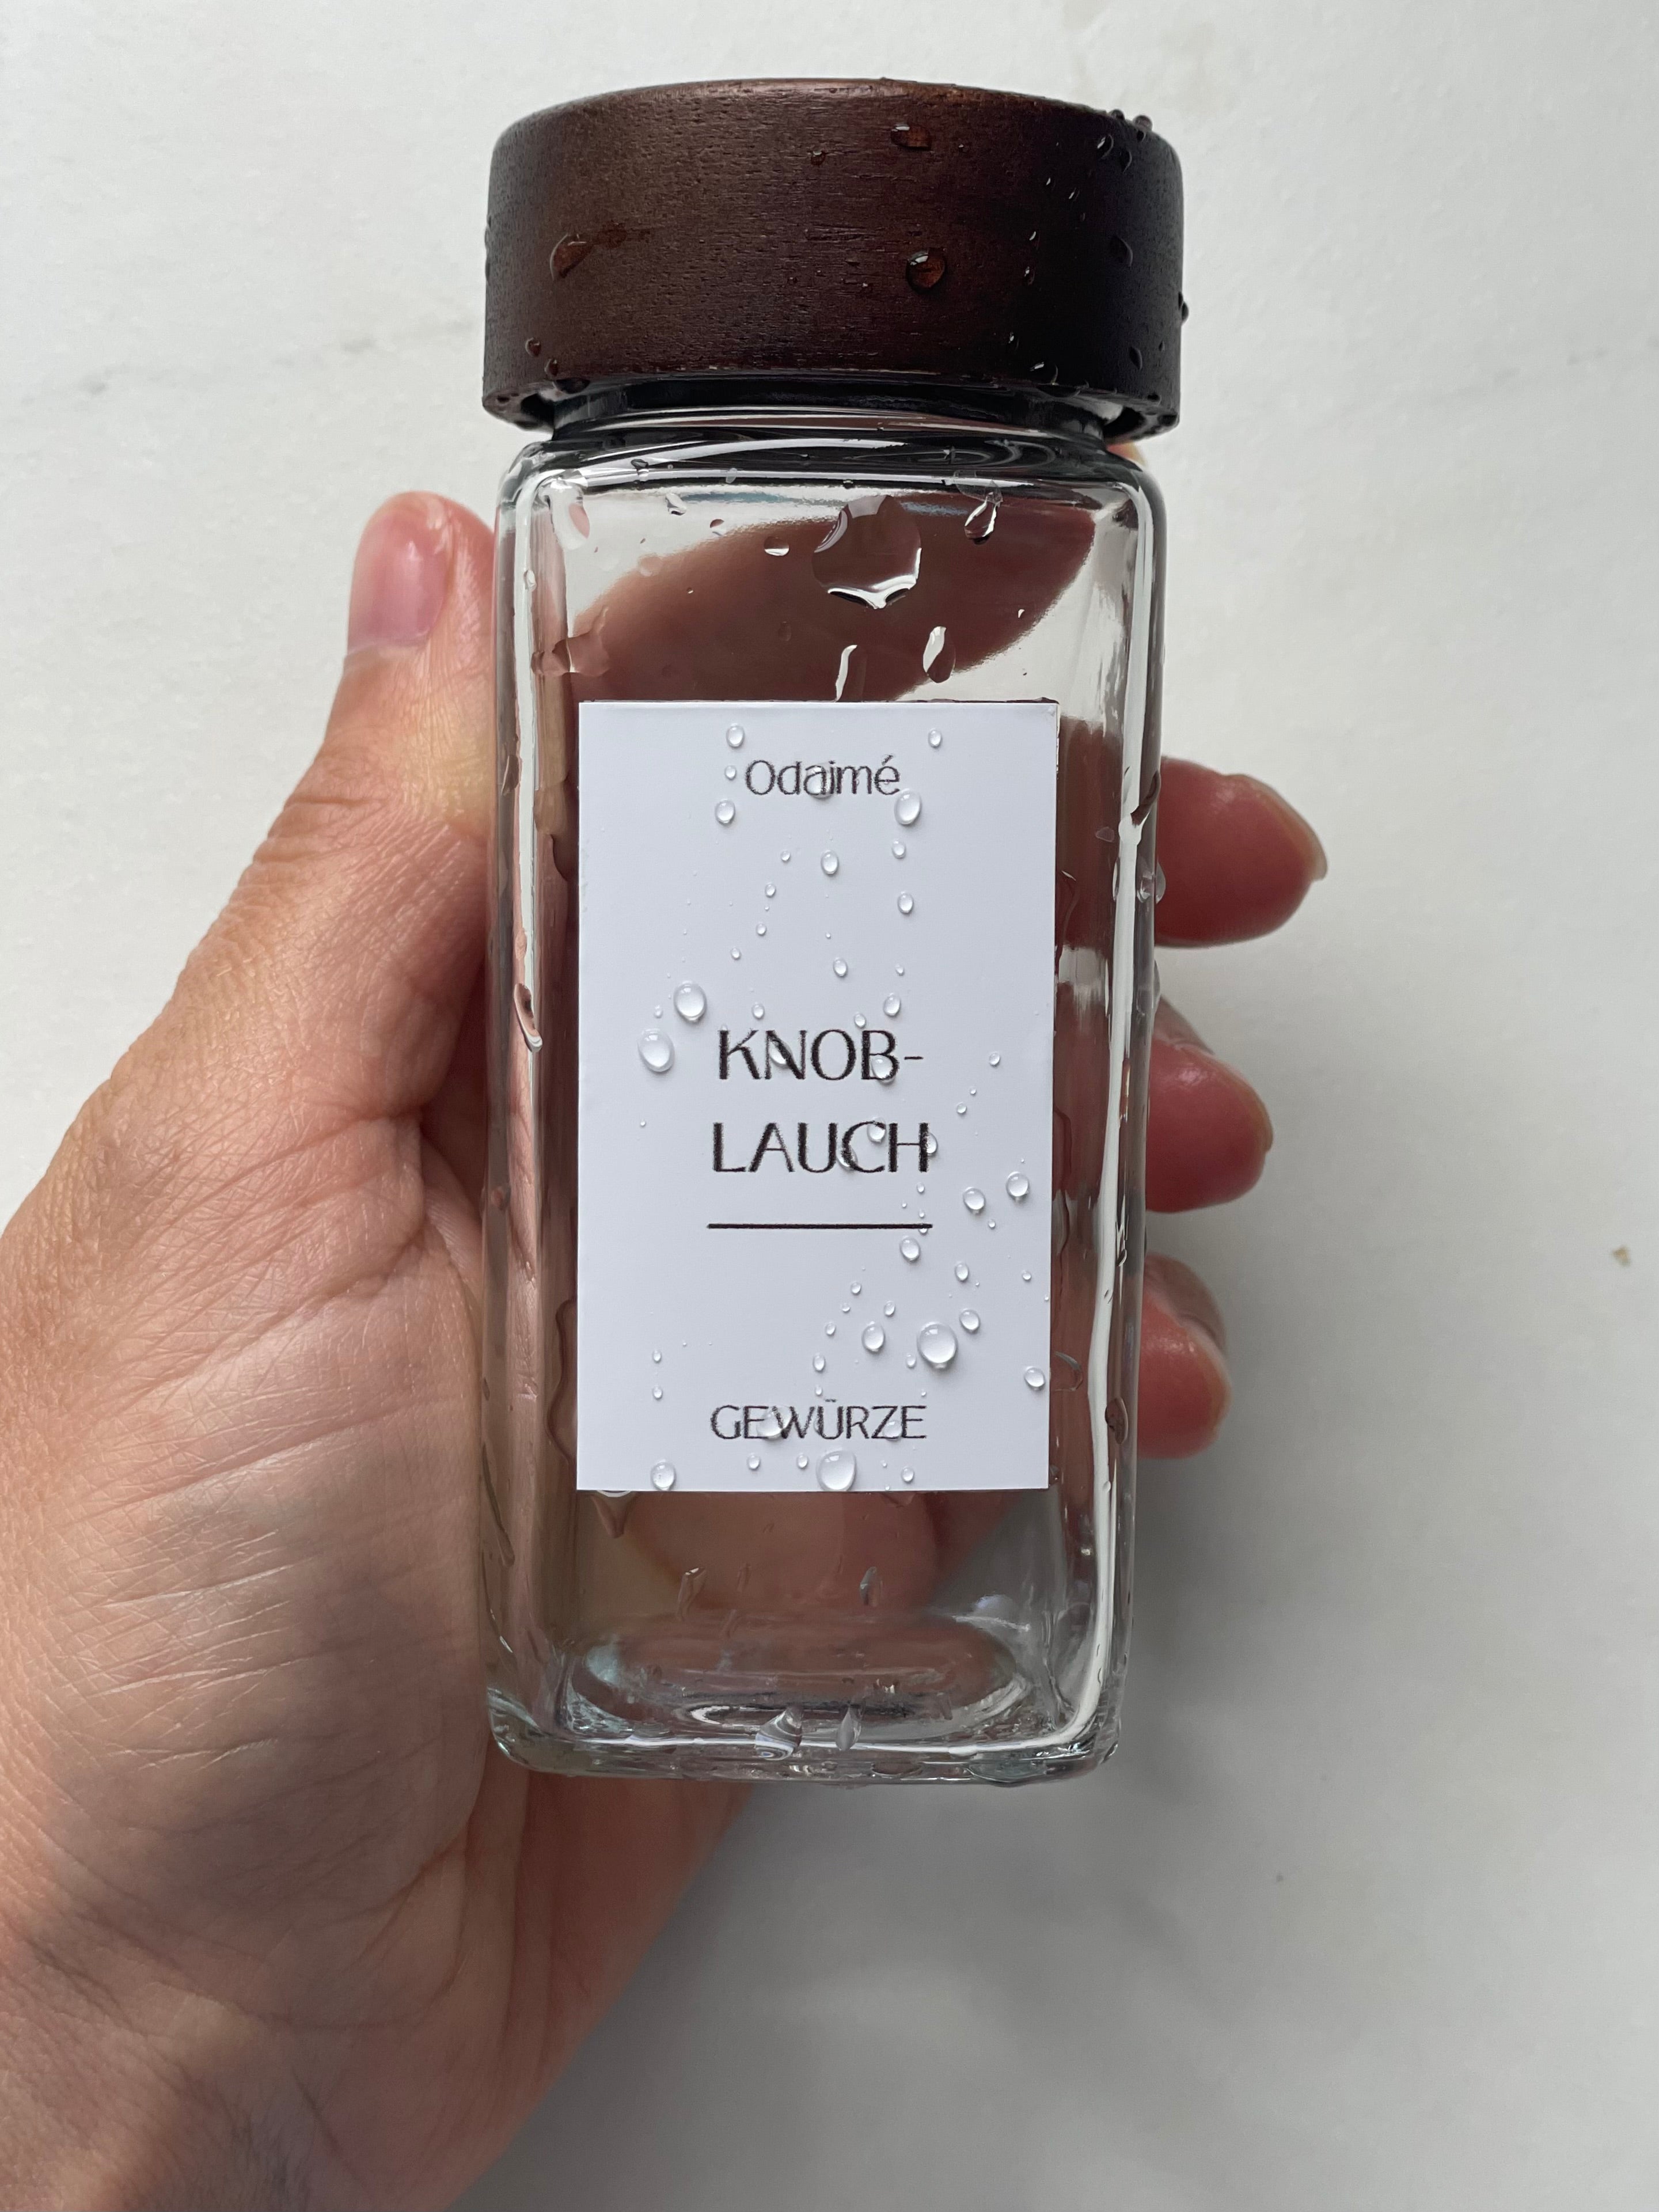 Odaimé
KNOB-
LAUCH
GEWÜRZE